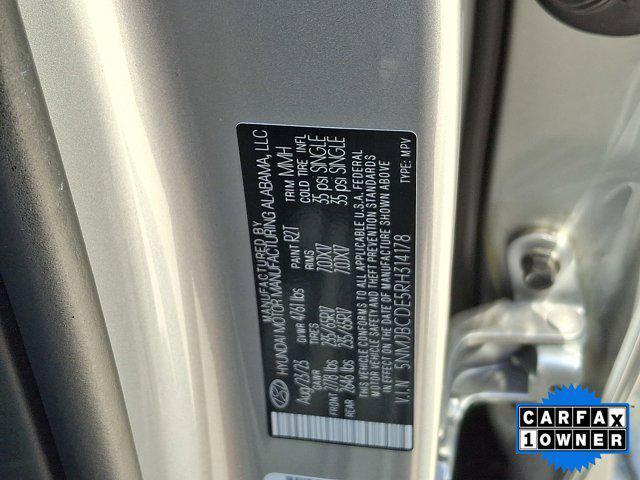 MANUFACTURED BY
HYUNDAI MOTOR MANUFACTURING ALABAMA, LLC
Aug/23/23 GVWR 4761 lbs PAINT R2T TRIM MMH
GAWR TIRES RIMS COLD TIRE INFL
FRONT 2778 lbs 235/65R17 7.0JX17 35 psi SINGLE
REAR 2646 lbs 235/65R17 7.0JX17 35 psi SINGLE
THIS VEHICLE CONFORMS TO ALL APPLICABLE U.S.A. FEDERAL
MOTOR VEHICLE SAFETY AND THEFT PREVENTION STANDARDS
IN EFFECT ON THE DATE OF MANUFACTURE SHOWN ABOVE
V.I.N 5NMJBCDE5RH314178 TYPE: MPV
CARFAX
1 OWNER